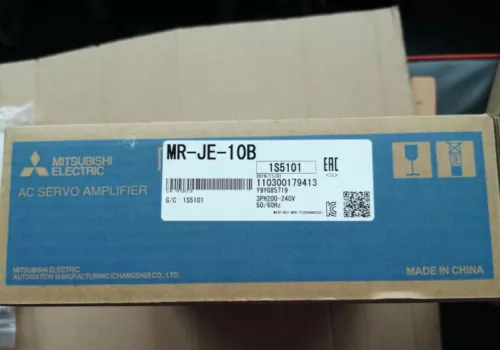 MITSUBISHI
ELECTRIC
AC SERVO AMPLIFIER
MR-JE-10B
1S5101
EAC
110300179413
G/C: 1S5101
3PH200-240V
50/60Hz
MITSUBISHI ELECTRIC
AUTOMATION MANUFACTURING (CHANGSHU) CO.,LTD.
MADE IN CHINA